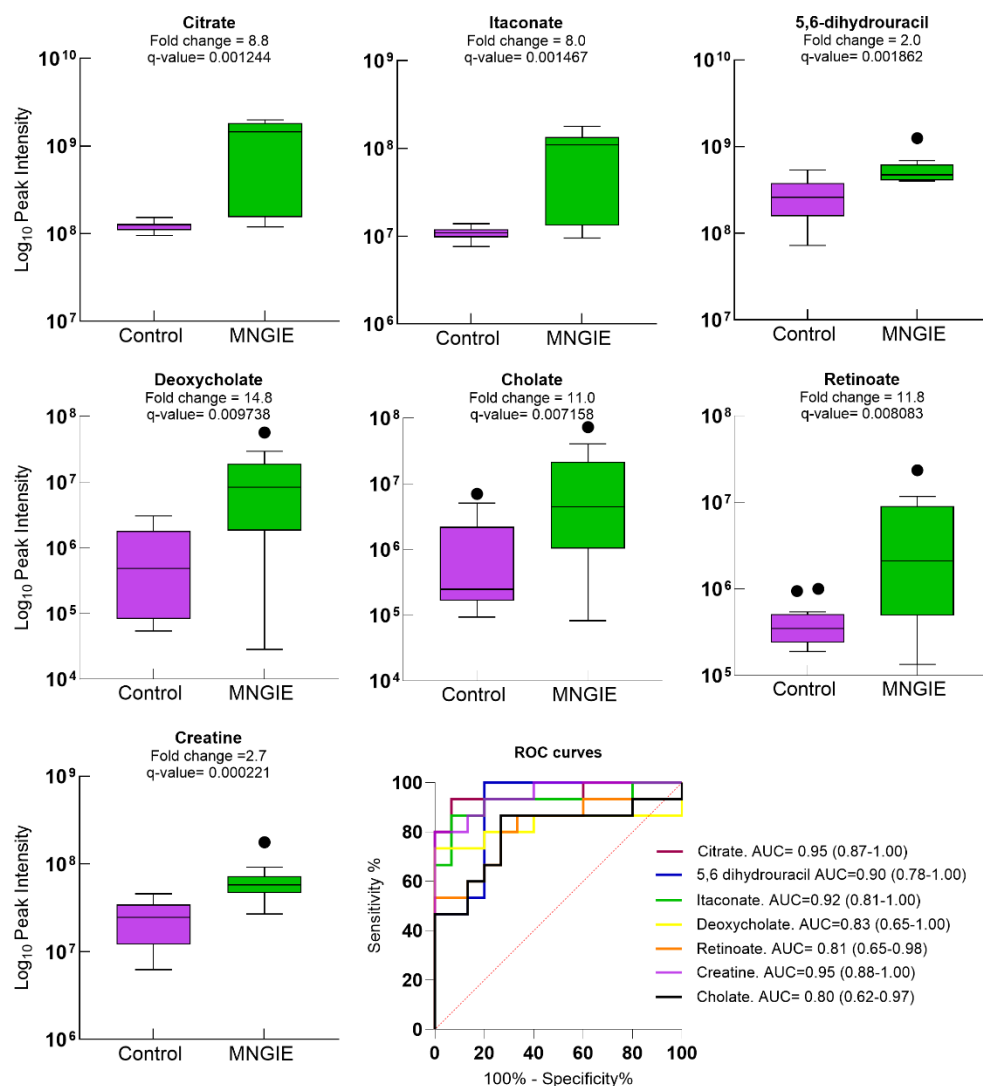 Citrate
Fold change = 8.8
q-value= 0.001244
Log10 Peak Intensity
10^10
10^9
10^8
10^7
Control MNGIE
Itaconate
Fold change = 8.0
q-value= 0.001467
10^9
10^8
10^7
10^6
Control MNGIE
5,6-dihydrouracil
Fold change = 2.0
q-value= 0.001862
10^10
10^9
10^8
10^7
Control MNGIE
Deoxycholate
Fold change = 14.8
q-value= 0.009738
Log10 Peak Intensity
10^8
10^7
10^6
10^5
10^4
Control MNGIE
Cholate
Fold change = 11.0
q-value= 0.007158
10^8
10^7
10^6
10^5
10^4
Control MNGIE
Retinoate
Fold change = 11.8
q-value= 0.008083
10^8
10^7
10^6
10^5
Control MNGIE
Creatine
Fold change =2.7
q-value= 0.000221
Log10 Peak Intensity
10^9
10^8
10^7
10^6
Control MNGIE
ROC curves
Sensitivity %
100
80
60
40
20
0
0 20 40 60 80 100
100% - Specificity%
Citrate. AUC= 0.95 (0.87-1.00)
5,6 dihydrouracil AUC=0.90 (0.78-1.00)
Itaconate. AUC=0.92 (0.81-1.00)
Deoxycholate. AUC=0.83 (0.65-1.00)
Retinoate. AUC= 0.81 (0.65-0.98)
Creatine. AUC=0.95 (0.88-1.00)
Cholate. AUC= 0.80 (0.62-0.97)